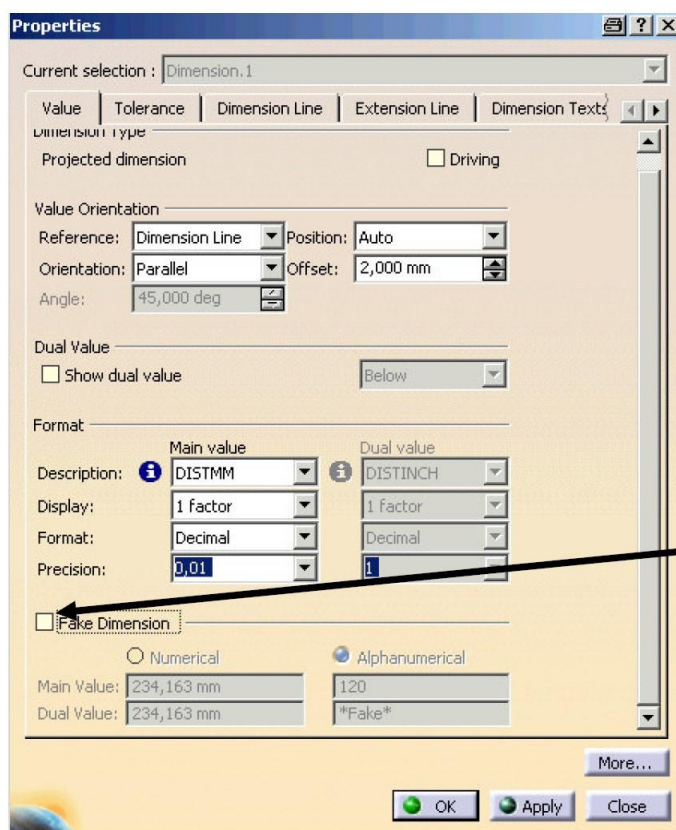 Properties
Current selection : Dimension.1
Value Tolerance Dimension Line Extension Line Dimension Texts
Dimension Type
Projected dimension Driving
Value Orientation
Reference: Dimension Line Position: Auto
Orientation: Parallel Offset: 2,000 mm
Angle: 45,000 deg
Dual Value
Show dual value Below
Format
Main value Dual value
Description: DISTMM DISTINCH
Display: 1 factor 1 factor
Format: Decimal Decimal
Precision: 0,01 1
Fake Dimension
Numerical Alphanumerical
Main Value: 234,163 mm 120
Dual Value: 234,163 mm *Fake*
More...
OK Apply Close